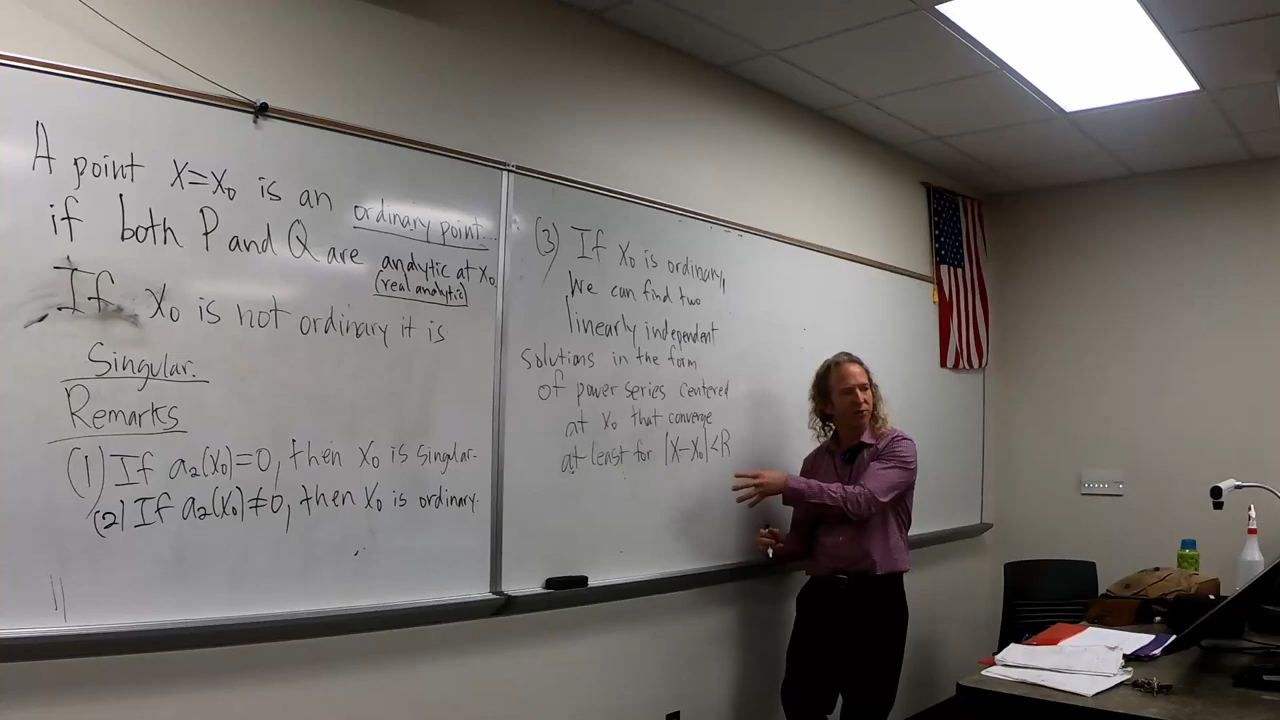 A point x=x₀ is an ordinary point...
if both P and Q are analytic at x₀
(real analytic)
If x₀ is not ordinary it is
Singular.
Remarks
(1) If a₂(x₀)=0, then x₀ is singular.
(2) If a₂(x₀)≠0, then x₀ is ordinary.
(3) If x₀ is ordinary,
we can find two
linearly independent
solutions in the form
of power series centered
at x₀ that converge
at least for |x-x₀|<R